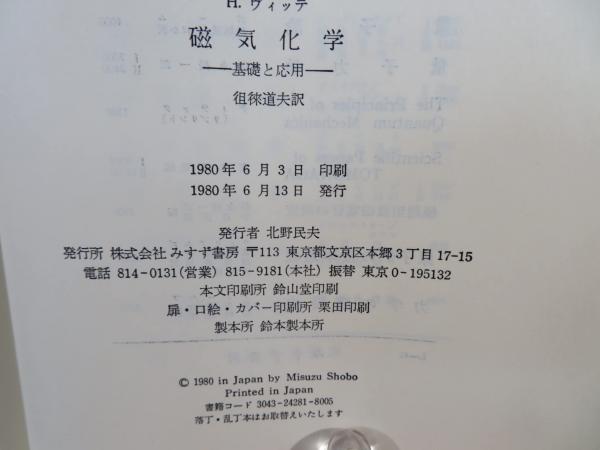 H. ヴィッテ
磁気化学
——基礎と応用——
徂徠道夫訳
1980年 6 月 3 日 印刷
1980年 6 月13日 発行
発行者 北野民夫
発行所 株式会社 みすず書房 〒113 東京都文京区本郷3丁目17-15
電話 814-0131(営業) 815-9181(本社) 振替 東京0-195132
本文印刷所 鈴山堂印刷
扉・口絵・カバー印刷所 栗田印刷
製本所 鈴本製本所
© 1980 in Japan by Misuzu Shobo
Printed in Japan
書籍コード 3043-24281-8005
落丁・乱丁本はお取替えいたします